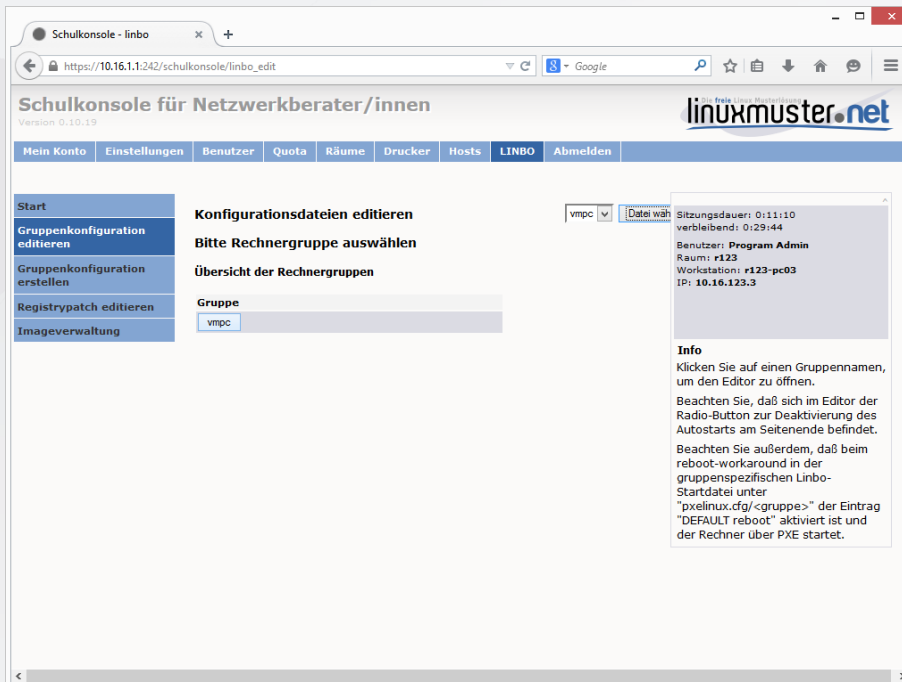 Schulkonsole - linbo
https://10.16.1.1:242/schulkonsole/linbo_edit
Google
Schulkonsole für Netzwerkberater/innen
Version 0.10.19
Die freie Linux Musterlösung
linuxmuster.net
Mein Konto Einstellungen Benutzer Quota Räume Drucker Hosts LINBO Abmelden
Start
Gruppenkonfiguration
editieren
Gruppenkonfiguration
erstellen
Registrypatch editieren
Imageverwaltung
Konfigurationsdateien editieren
vmpc Datei wäh
Bitte Rechnergruppe auswählen
Übersicht der Rechnergruppen
Gruppe
vmpc
Sitzungsdauer: 0:11:10
verbleibend: 0:29:44
Benutzer: Program Admin
Raum: r123
Workstation: r123-pc03
IP: 10.16.123.3
Info
Klicken Sie auf einen Gruppennamen,
um den Editor zu öffnen.
Beachten Sie, daß sich im Editor der
Radio-Button zur Deaktivierung des
Autostarts am Seitenende befindet.
Beachten Sie außerdem, daß beim
reboot-workaround in der
gruppenspezifischen Linbo-
Startdatei unter
"pxelinux.cfg/<gruppe>" der Eintrag
"DEFAULT reboot" aktiviert ist und
der Rechner über PXE startet.